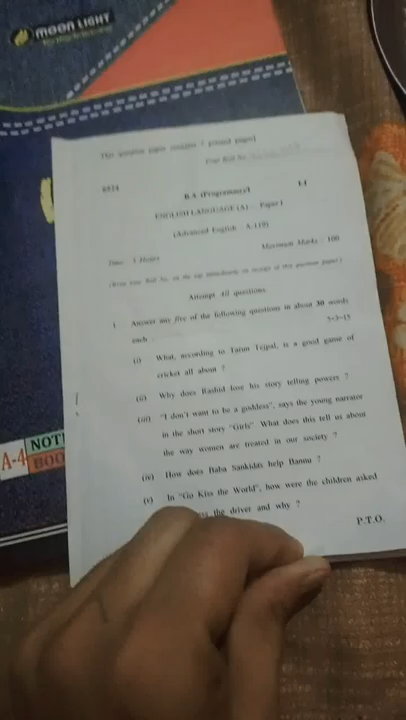 MOON LIGHT
This question paper contains 7 printed pages]
Your Roll No.
6524
B.A. (Programme)/I
ENGLISH LANGUAGE (A) — Paper I
(Advanced English – A-119)
Time : 3 Hours
Maximum Marks : 100
(Write your Roll No. on the top immediately on receipt of this question paper.)
Attempt All questions.
1. Answer any five of the following questions in about 30 words
each
5×3=15
(i) What, according to Tarun Tejpal, is a good game of
cricket all about ?
(ii) Why does Rashid lose his story telling powers ?
(iii) "I don't want to be a goddess", says the young narrator
in the short story "Girls". What does this tell us about
the way women are treated in our society ?
(iv) How does Baba Sankidas help Bannu ?
(v) In "Go Kiss the World", how were the children asked
the driver and why ?
P.T.O.
A-4
NOT
BOO